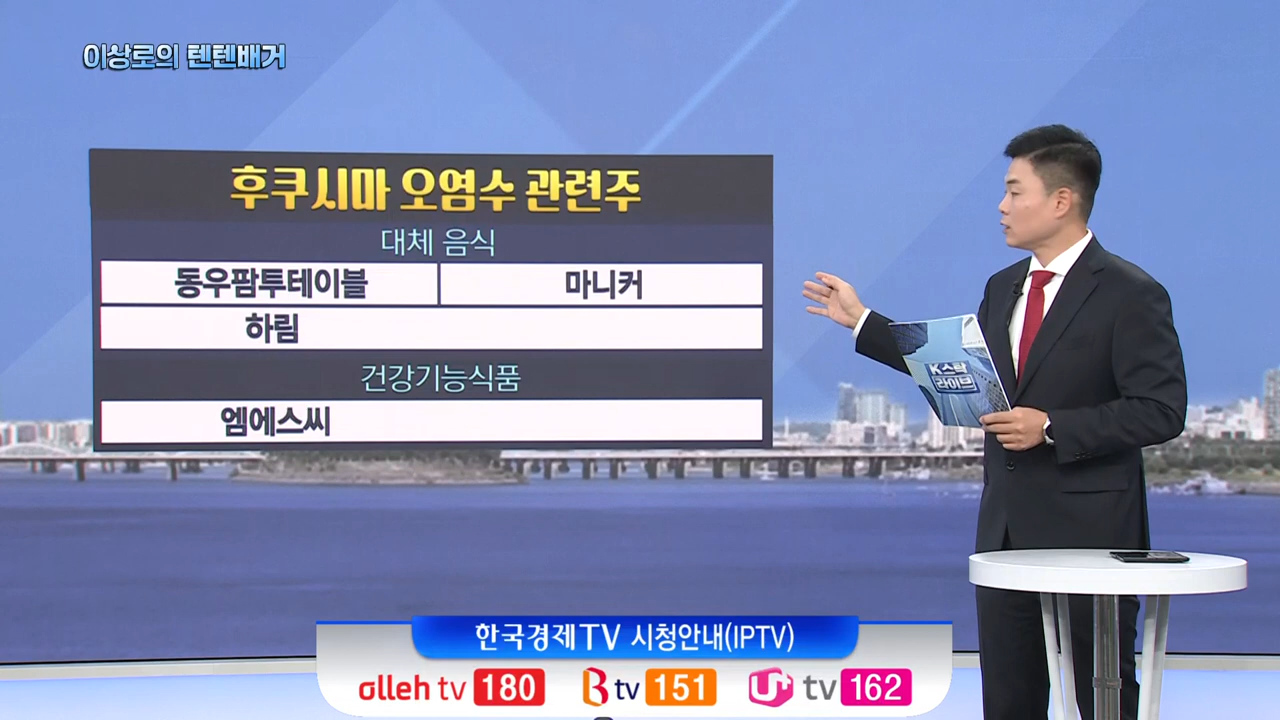 이상로의 텐텐배거
후쿠시마 오염수 관련주
대체 음식
동우팜투테이블 마니커
하림
건강기능식품
엠에스씨
K스탁
라이브
한국경제TV 시청안내(IPTV)
olleh tv 180 B tv 151 U+ tv 162